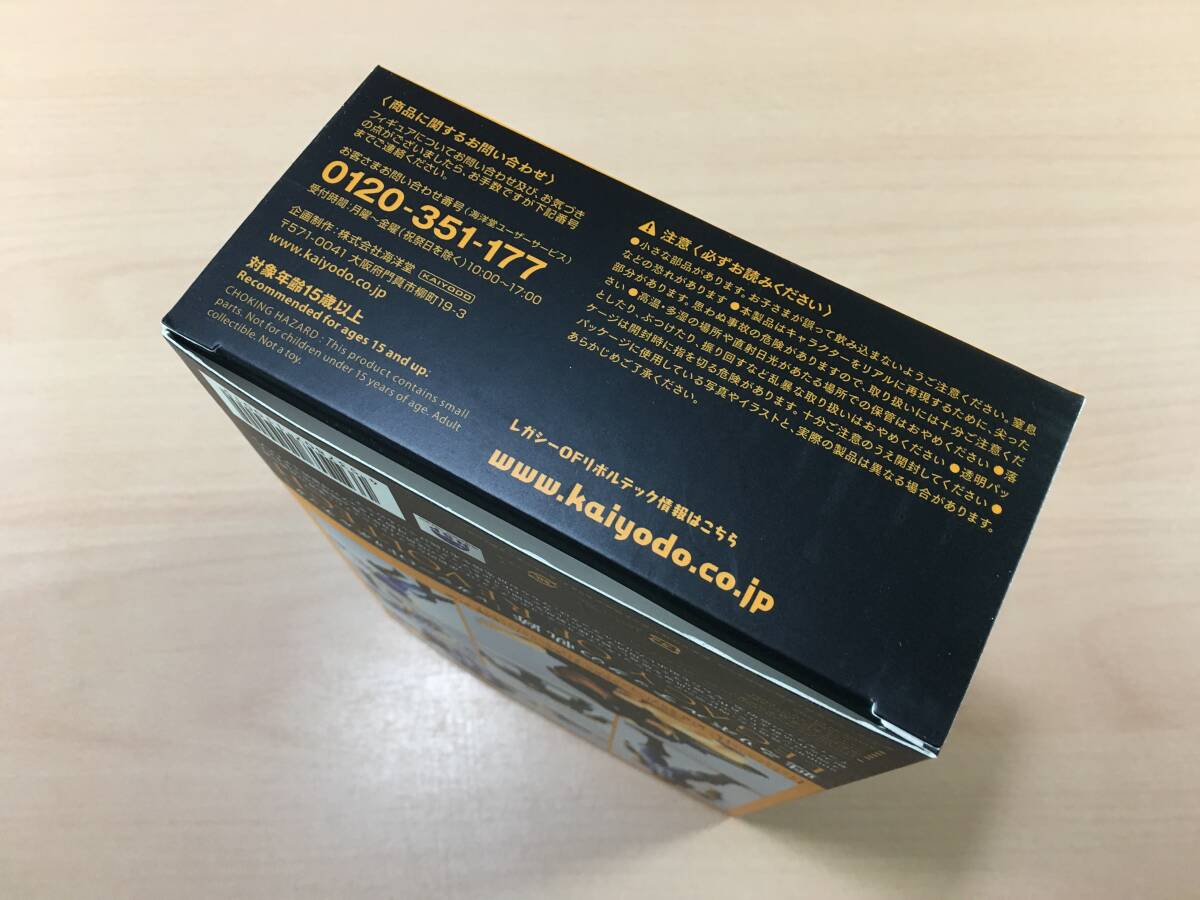 〈商品に関するお問い合わせ〉
フィギュアについてお問い合わせ及び、お気づき
の点がございましたら、お手数ですが下記番号
までご連絡ください。
お客さまお問い合わせ番号(海洋堂ユーザーサービス)
0120-351-177
受付時間:月曜〜金曜(祝祭日を除く)10:00〜17:00
企画制作:株式会社海洋堂 KAIYODO
〒571-0041 大阪府門真市柳町19-3
www.kaiyodo.co.jp
対象年齢15歳以上
Recommended for ages 15 and up:
CHOKING HAZARD : This product contains small
parts. Not for children under 15 years of age. Adult
collectible. Not a toy.
注意〈必ずお読みください〉
●小さな部品があります。お子さまが誤って飲み込まないようご注意ください。窒息
などの恐れがあります●本製品はキャラクターをリアルに再現するために、尖った
部分があります。思わぬ事故の危険がありますので、取り扱いには十分ご注意くだ
さい●高温・多湿の場所や直射日光があたる場所での保管はおやめください●落
としたり、ぶつけたり、振り回すなど乱暴な取り扱いはおやめください●透明パッ
ケージは開封時に指を切る危険があります。十分ご注意のうえ開封してください●
パッケージに使用している写真やイラストと、実際の製品は異なる場合があります。
あらかじめご了承ください。
レガシーOFリボルテック情報はこちら
www.kaiyodo.co.jp